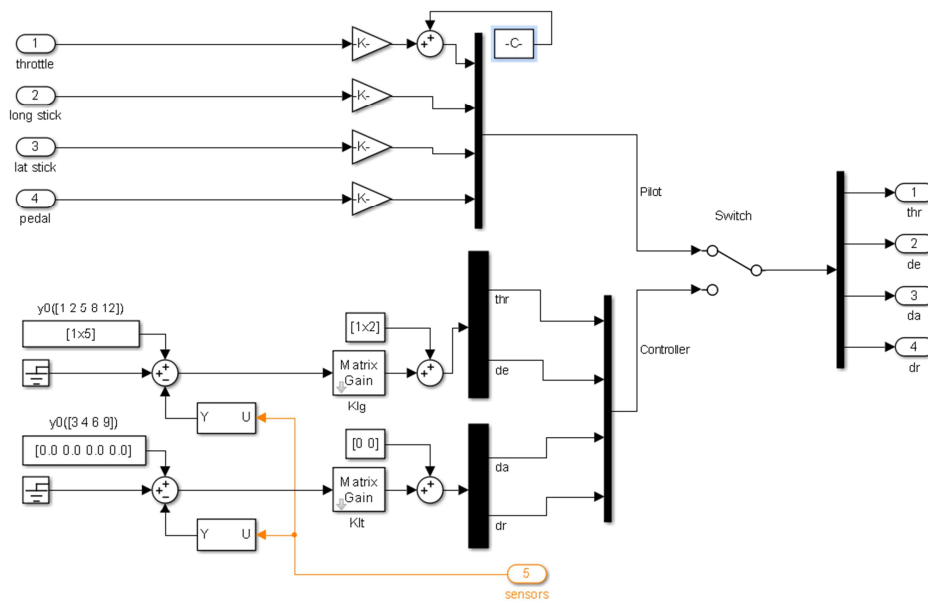 1
throttle
-K-
-C-
2
long stick
-K-
3
lat stick
-K-
4
pedal
-K-
Pilot
Switch
1
thr
2
de
3
da
4
dr
y0([1 2 5 8 12])
[1x5]
[1x2]
Matrix
Gain
Klg
thr
de
Controller
Y U
y0([3 4 6 9])
[0.0 0.0 0.0 0.0]
[0 0]
Matrix
Gain
Klt
da
dr
Y U
5
sensors